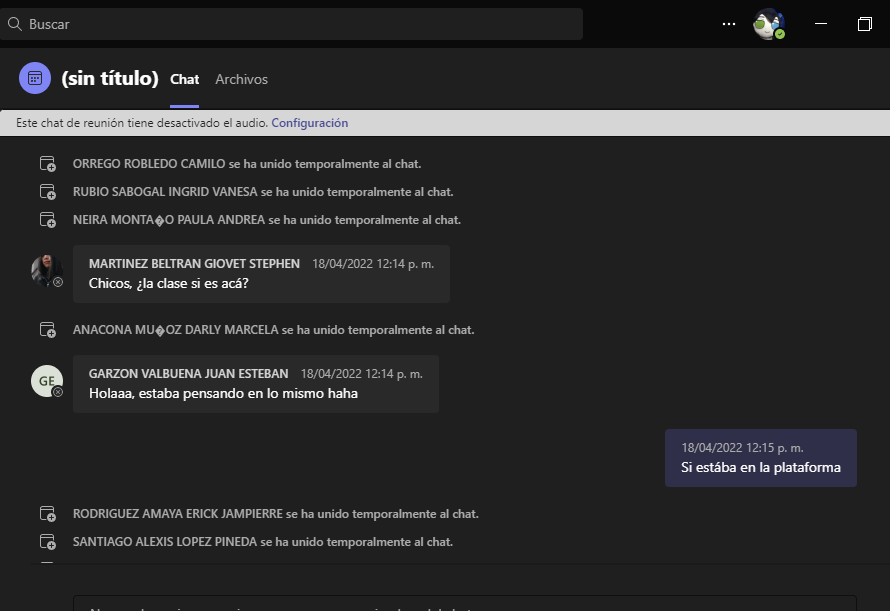 Buscar
(sin título) Chat Archivos
Este chat de reunión tiene desactivado el audio. Configuración
ORREGO ROBLEDO CAMILO se ha unido temporalmente al chat.
RUBIO SABOGAL INGRID VANESA se ha unido temporalmente al chat.
NEIRA MONTA�O PAULA ANDREA se ha unido temporalmente al chat.
MARTINEZ BELTRAN GIOVET STEPHEN 18/04/2022 12:14 p. m.
Chicos, ¿la clase si es acá?
ANACONA MU�OZ DARLY MARCELA se ha unido temporalmente al chat.
GE
GARZON VALBUENA JUAN ESTEBAN 18/04/2022 12:14 p. m.
Holaaa, estaba pensando en lo mismo haha
18/04/2022 12:15 p. m.
Si estába en la plataforma
RODRIGUEZ AMAYA ERICK JAMPIERRE se ha unido temporalmente al chat.
SANTIAGO ALEXIS LOPEZ PINEDA se ha unido temporalmente al chat.